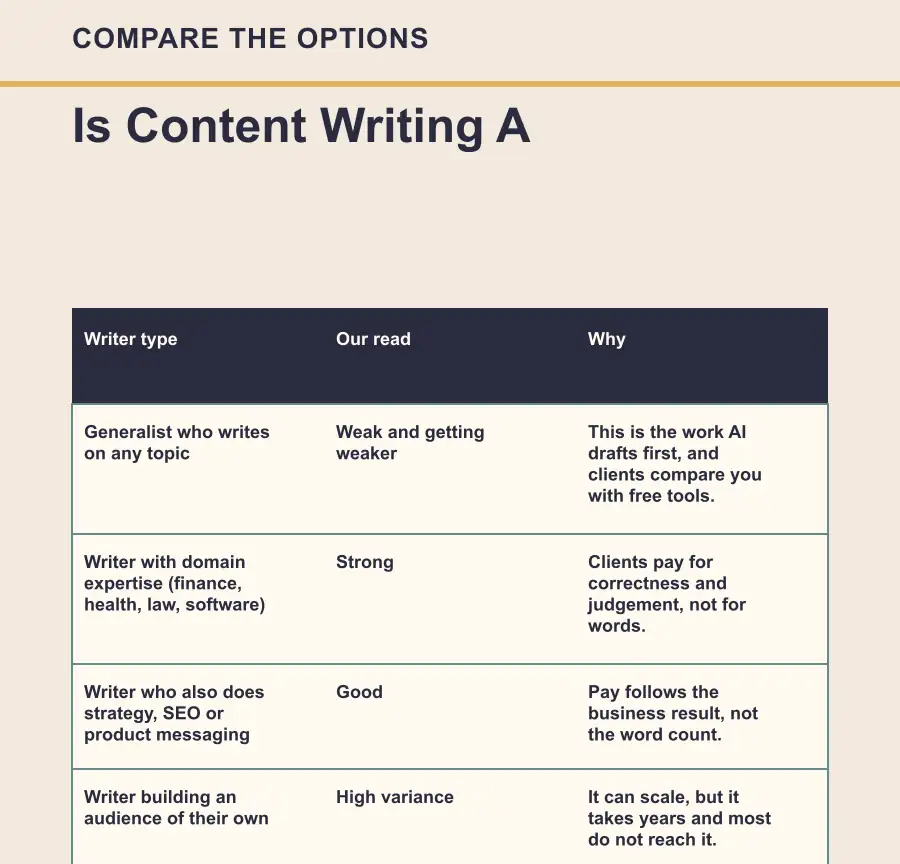 COMPARE THE OPTIONS
Is Content Writing A
Writer type
Our read
Why
Generalist who writes
on any topic
Weak and getting
weaker
This is the work AI
drafts first, and
clients compare you
with free tools.
Writer with domain
expertise (finance,
health, law, software)
Strong
Clients pay for
correctness and
judgement, not for
words.
Writer who also does
strategy, SEO or
product messaging
Good
Pay follows the
business result, not
the word count.
Writer building an
audience of their own
High variance
It can scale, but it
takes years and most
do not reach it.